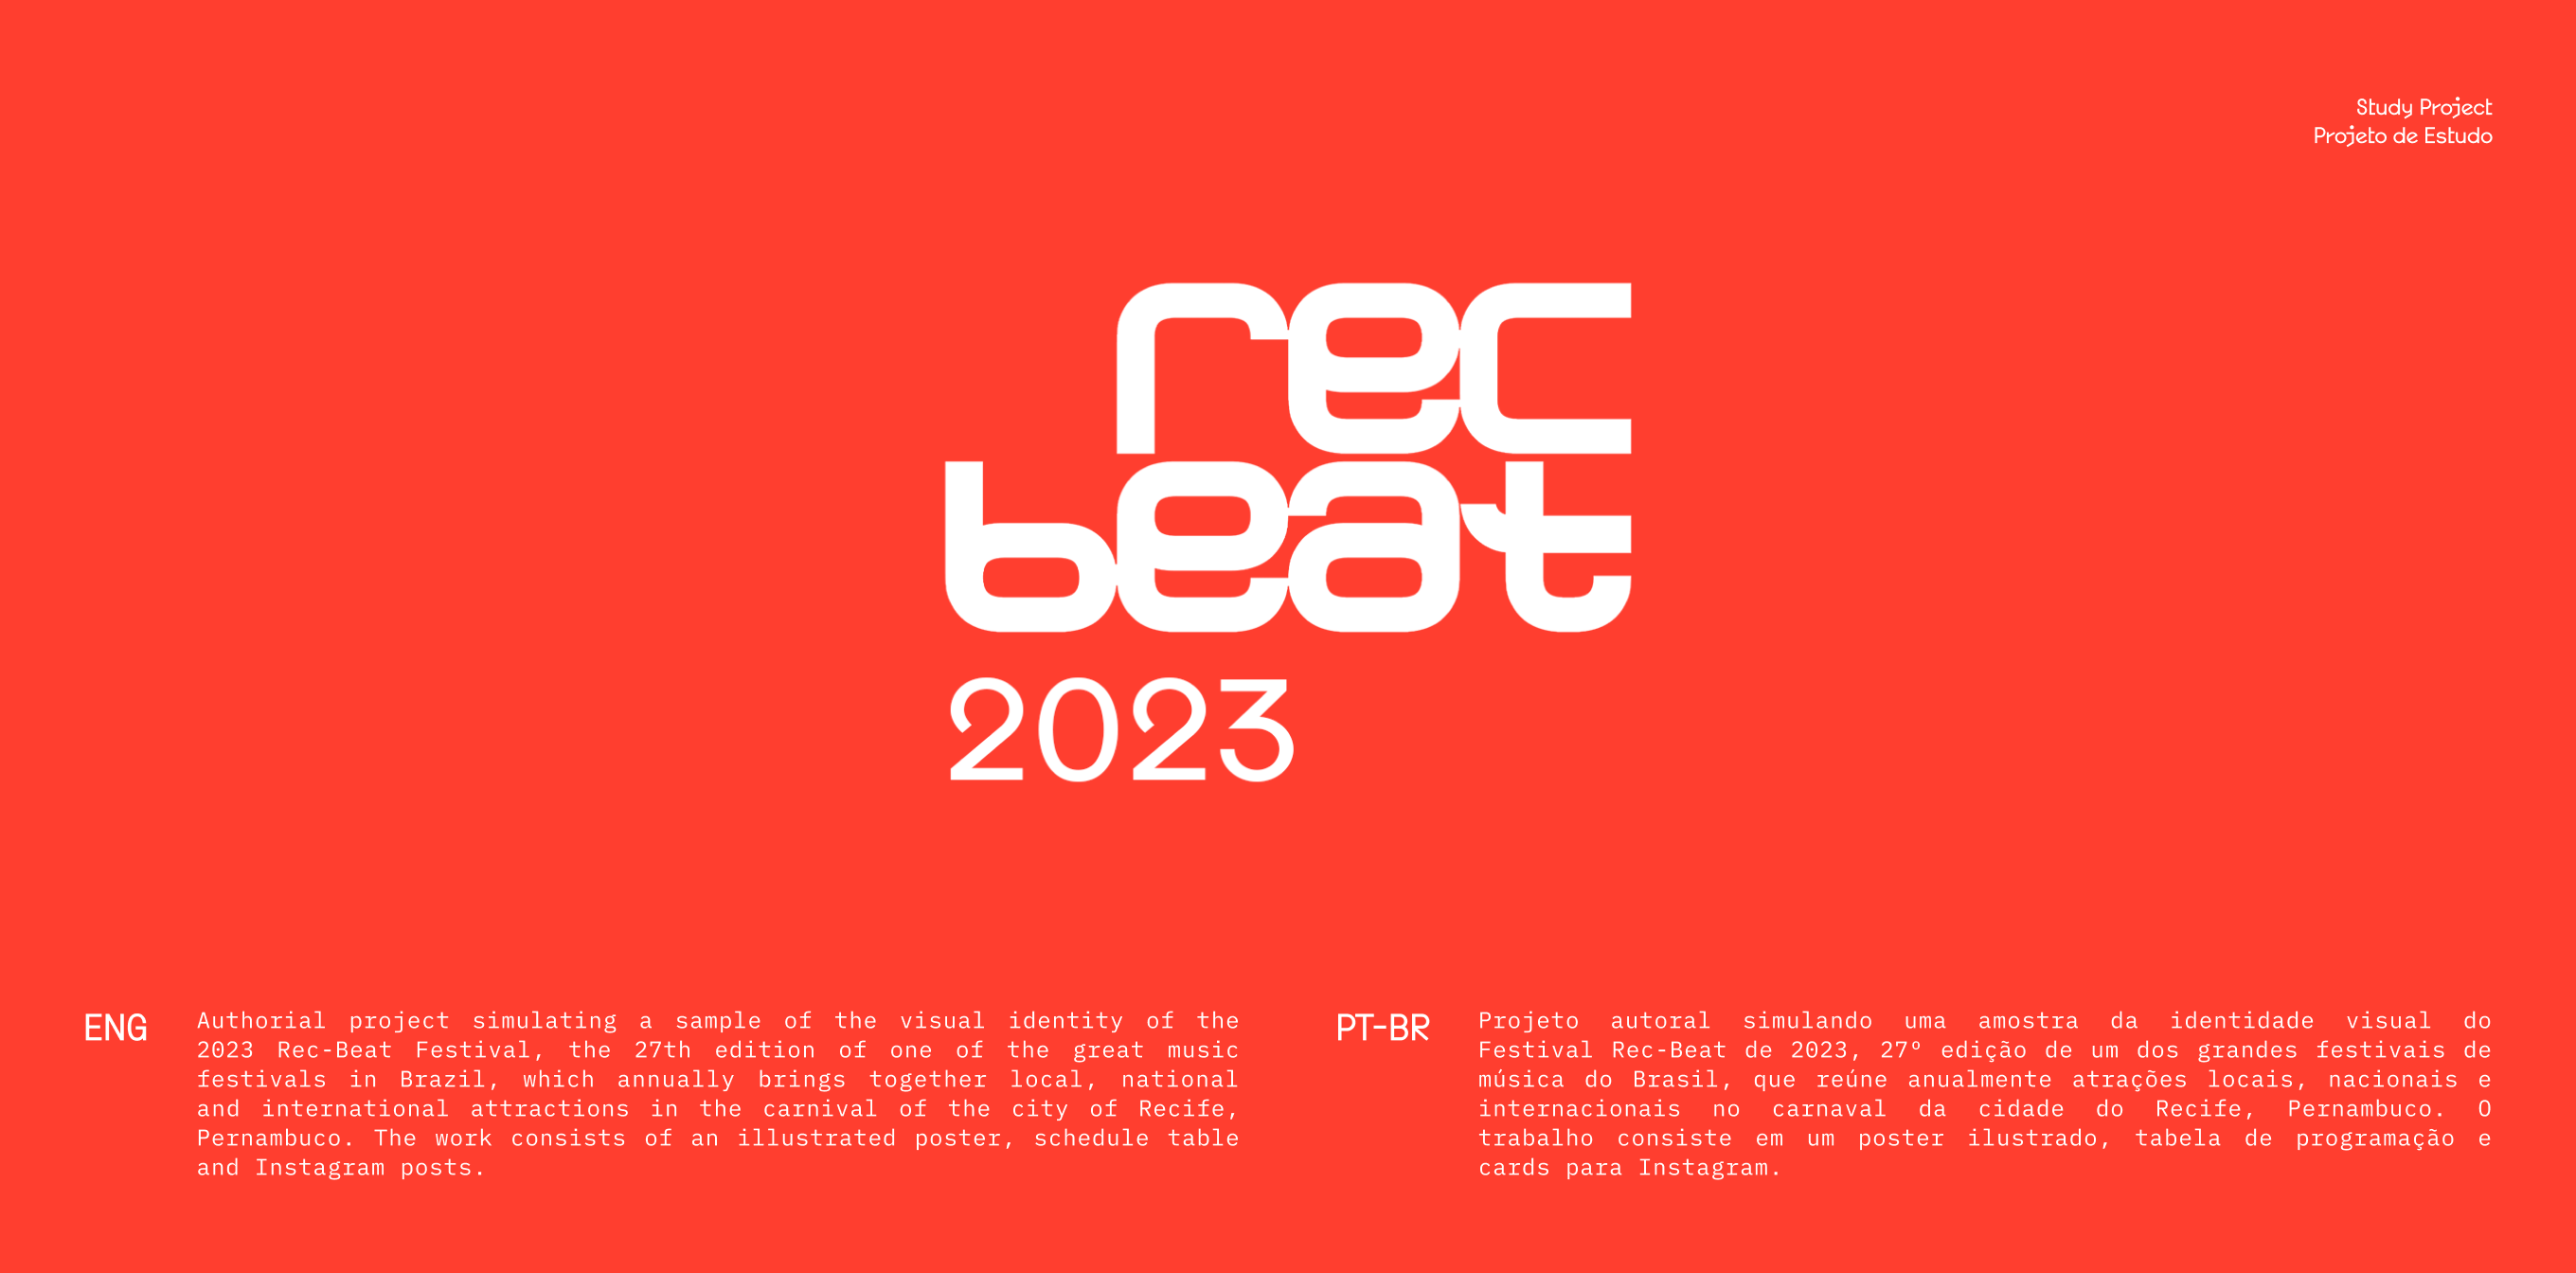 Study Project
Projeto de Estudo
rec
beat
2023
ENG
Authorial project simulating a sample of the visual identity of the
2023 Rec-Beat Festival, the 27th edition of one of the great music
festivals in Brazil, which annually brings together local, national
and international attractions in the carnival of the city of Recife,
Pernambuco. The work consists of an illustrated poster, schedule table
and Instagram posts.
PT-BR
Projeto autoral simulando uma amostra da identidade visual do
Festival Rec-Beat de 2023, 27º edição de um dos grandes festivais de
música do Brasil, que reúne anualmente atrações locais, nacionais e
internacionais no carnaval da cidade do Recife, Pernambuco. O
trabalho consiste em um poster ilustrado, tabela de programação e
cards para Instagram.